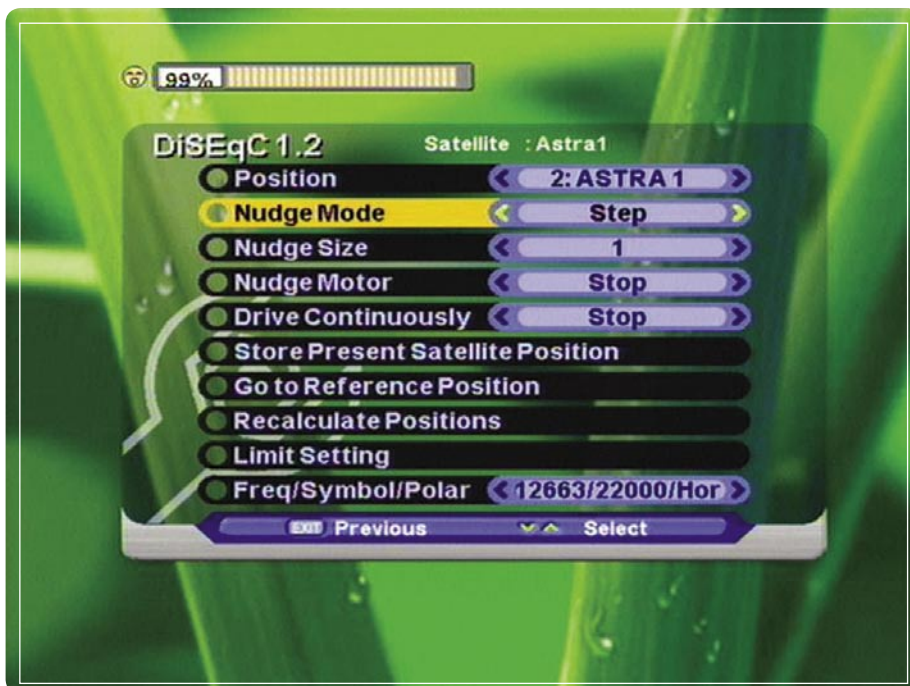 99%
DiSEqC 1.2 Satellite : Astra1
Position 2: ASTRA 1
Nudge Mode Step
Nudge Size 1
Nudge Motor Stop
Drive Continuously Stop
Store Present Satellite Position
Go to Reference Position
Recalculate Positions
Limit Setting
Freq/Symbol/Polar 12663/22000/Hor
EXIT Previous Select